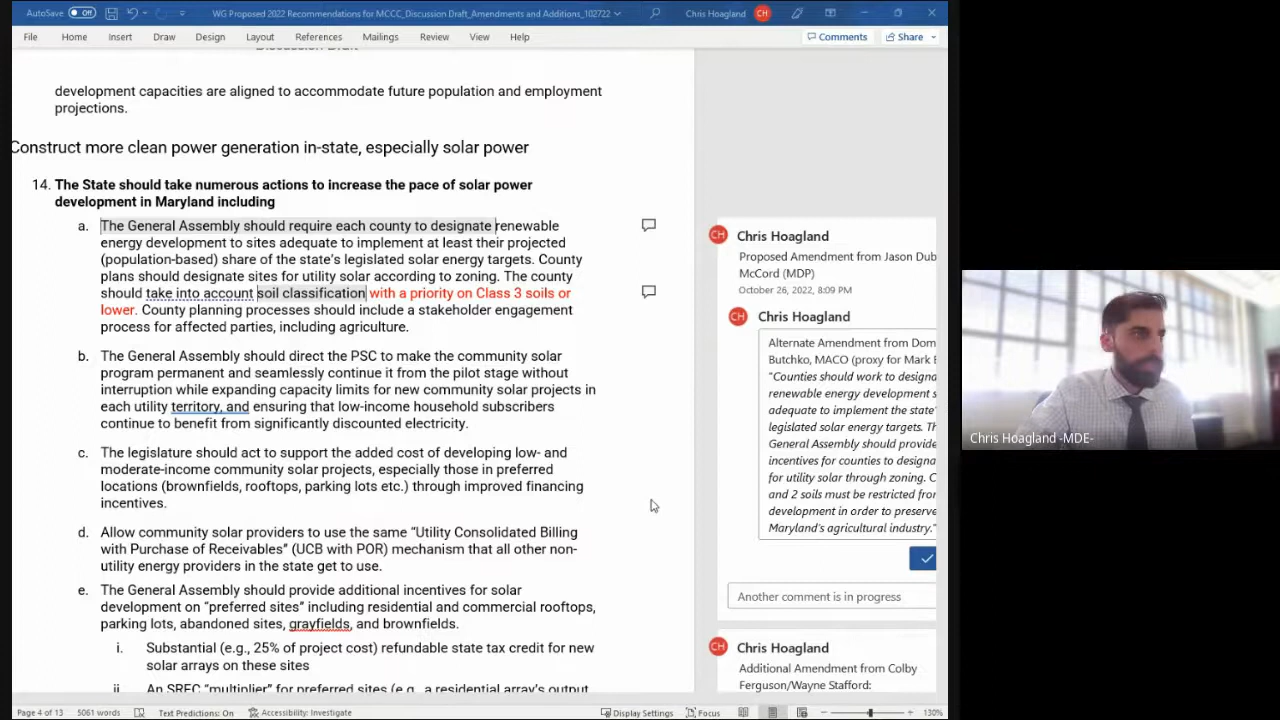 AutoSave Off
WG Proposed 2022 Recommendations for MCCC_Discussion Draft_Amendments and Additions_102722
Chris Hoagland CH
File Home Insert Draw Design Layout References Mailings Review View Help
Comments Share
Discussion Draft
development capacities are aligned to accommodate future population and employment
projections.
Construct more clean power generation in-state, especially solar power
14. The State should take numerous actions to increase the pace of solar power
development in Maryland including
a. The General Assembly should require each county to designate renewable
energy development to sites adequate to implement at least their projected
(population-based) share of the state's legislated solar energy targets. County
plans should designate sites for utility solar according to zoning. The county
should take into account soil classification with a priority on Class 3 soils or
lower. County planning processes should include a stakeholder engagement
process for affected parties, including agriculture.
b. The General Assembly should direct the PSC to make the community solar
program permanent and seamlessly continue it from the pilot stage without
interruption while expanding capacity limits for new community solar projects in
each utility territory, and ensuring that low-income household subscribers
continue to benefit from significantly discounted electricity.
c. The legislature should act to support the added cost of developing low- and
moderate-income community solar projects, especially those in preferred
locations (brownfields, rooftops, parking lots etc.) through improved financing
incentives.
d. Allow community solar providers to use the same “Utility Consolidated Billing
with Purchase of Receivables” (UCB with POR) mechanism that all other non-
utility energy providers in the state get to use.
e. The General Assembly should provide additional incentives for solar
development on “preferred sites” including residential and commercial rooftops,
parking lots, abandoned sites, grayfields, and brownfields.
i. Substantial (e.g., 25% of project cost) refundable state tax credit for new
solar arrays on these sites
ii. An SREC “multiplier” for preferred sites (e.g., a residential array's output
CH Chris Hoagland
Proposed Amendment from Jason Dub
McCord (MDP)
October 26, 2022, 8:09 PM
CH Chris Hoagland
Alternate Amendment from Dom
Butchko, MACO (proxy for Mark B
"Counties should work to designa
renewable energy development s
adequate to implement the state'
legislated solar energy targets. Th
General Assembly should provide
incentives for counties to designa
for utility solar through zoning. C
and 2 soils must be restricted from
development in order to preserve
Maryland's agricultural industry."
Another comment is in progress
CH Chris Hoagland
Additional Amendment from Colby
Ferguson/Wayne Stafford:
Chris Hoagland -MDE-
Page 4 of 13 5061 words Text Predictions: On Accessibility: Investigate Display Settings Focus 130%